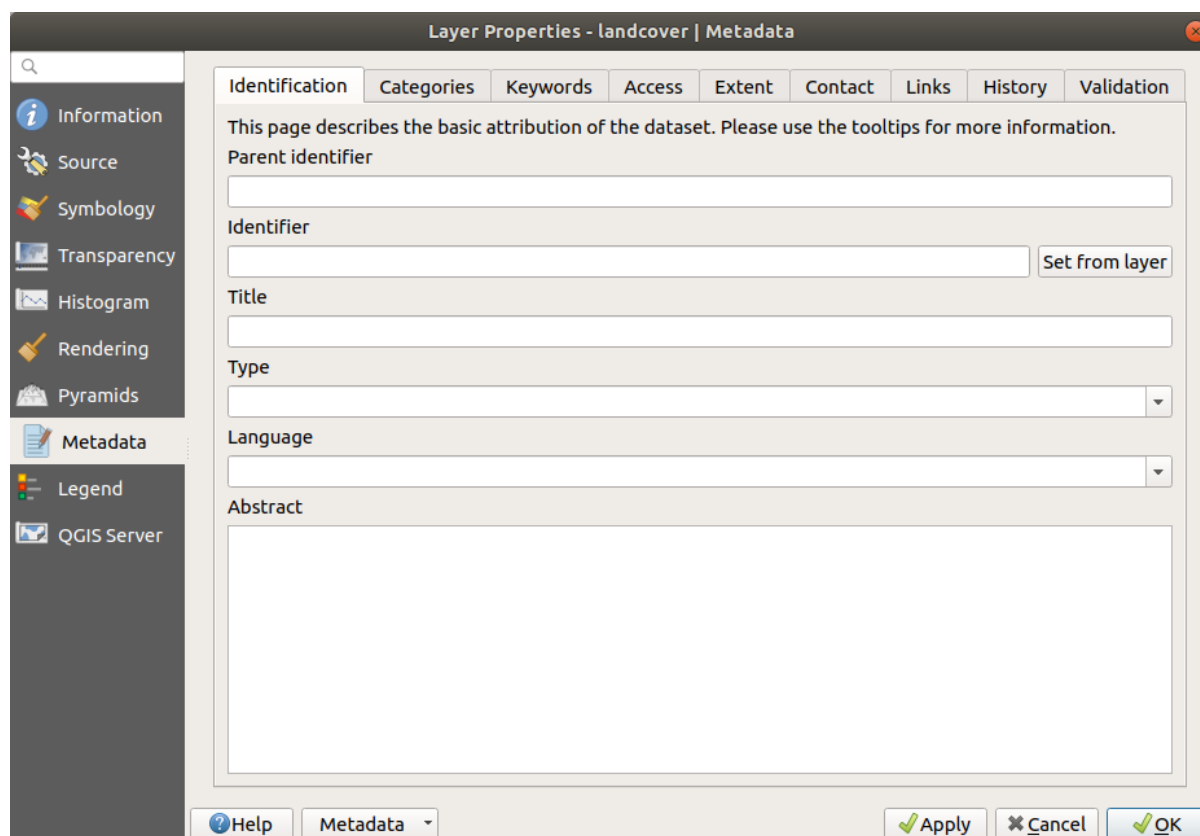 Layer Properties - landcover | Metadata
Information
Source
Symbology
Transparency
Histogram
Rendering
Pyramids
Metadata
Legend
QGIS Server
Identification Categories Keywords Access Extent Contact Links History Validation
This page describes the basic attribution of the dataset. Please use the tooltips for more information.
Parent identifier
Identifier
Set from layer
Title
Type
Language
Abstract
Help Metadata Apply Cancel OK